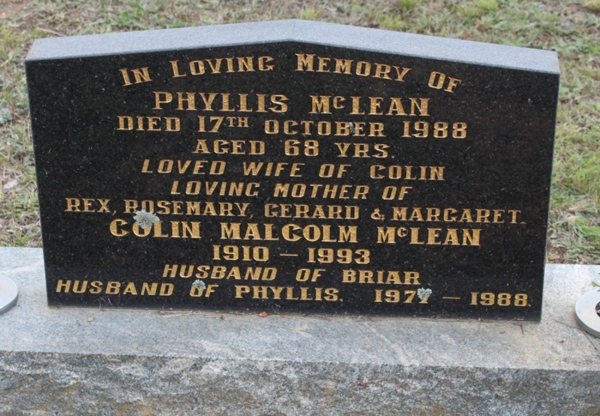 In Loving Memory Of
PHYLLIS McLEAN
DIED 17TH OCTOBER 1988
AGED 68 YRS.
LOVED WIFE OF COLIN
LOVING MOTHER OF
REX, ROSEMARY, GERARD & MARGARET.
COLIN MALCOLM McLEAN
1910 – 1993
HUSBAND OF BRIAR
HUSBAND OF PHYLLIS. – 1988.